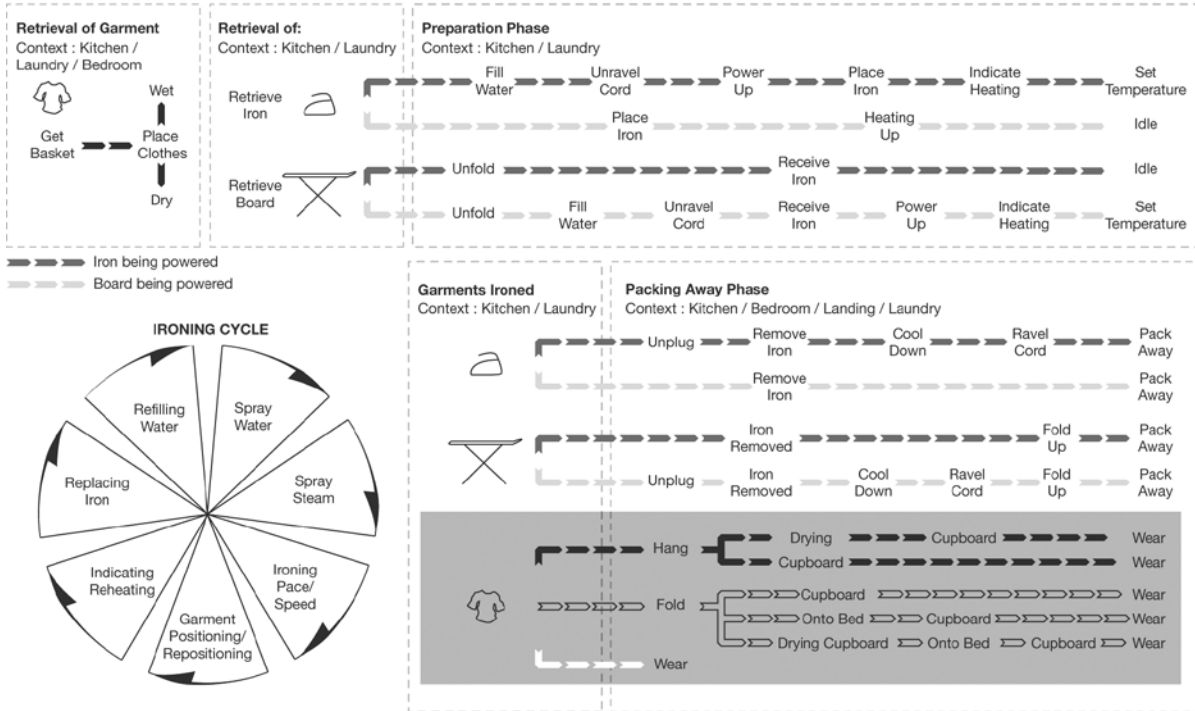 Retrieval of Garment
Context : Kitchen /
Laundry / Bedroom
Wet
Get
Basket
Place
Clothes
Dry
Retrieval of:
Context : Kitchen / Laundry
Retrieve
Iron
Retrieve
Board
Preparation Phase
Context : Kitchen / Laundry
Fill
Water
Unravel
Cord
Power
Up
Place
Iron
Indicate
Heating
Set
Temperature
Place
Iron
Heating
Up
Idle
Unfold
Receive
Iron
Idle
Unfold
Fill
Water
Unravel
Cord
Receive
Iron
Power
Up
Indicate
Heating
Set
Temperature
Iron being powered
Board being powered
IRONING CYCLE
Refilling
Water
Spray
Water
Spray
Steam
Ironing
Pace/
Speed
Garment
Positioning/
Repositioning
Indicating
Reheating
Replacing
Iron
Garments Ironed
Context : Kitchen / Laundry
Packing Away Phase
Context : Kitchen / Bedroom / Landing / Laundry
Unplug
Remove
Iron
Cool
Down
Ravel
Cord
Pack
Away
Remove
Iron
Pack
Away
Iron
Removed
Fold
Up
Pack
Away
Unplug
Iron
Removed
Cool
Down
Ravel
Cord
Fold
Up
Pack
Away
Hang
Drying
Cupboard
Wear
Cupboard
Wear
Fold
Cupboard
Wear
Onto Bed
Cupboard
Wear
Drying Cupboard
Onto Bed
Cupboard
Wear
Wear